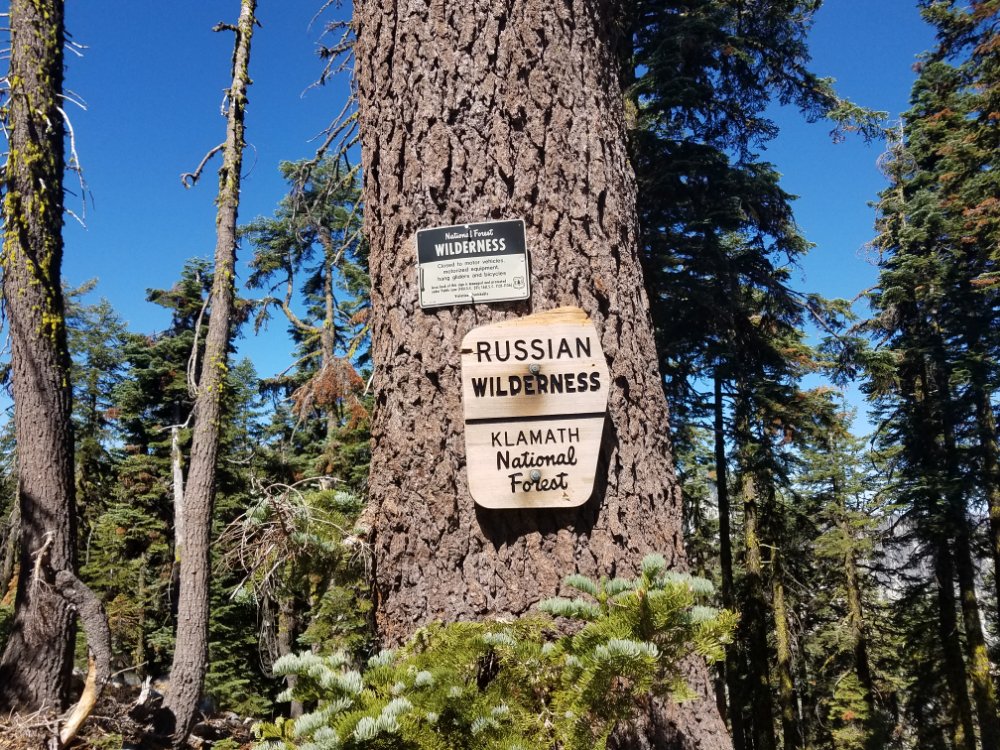 National Forest
WILDERNESS
Closed to motor vehicles,
motorized equipment,
hang gliders and bicycles
RUSSIAN
WILDERNESS
KLAMATH
National
Forest